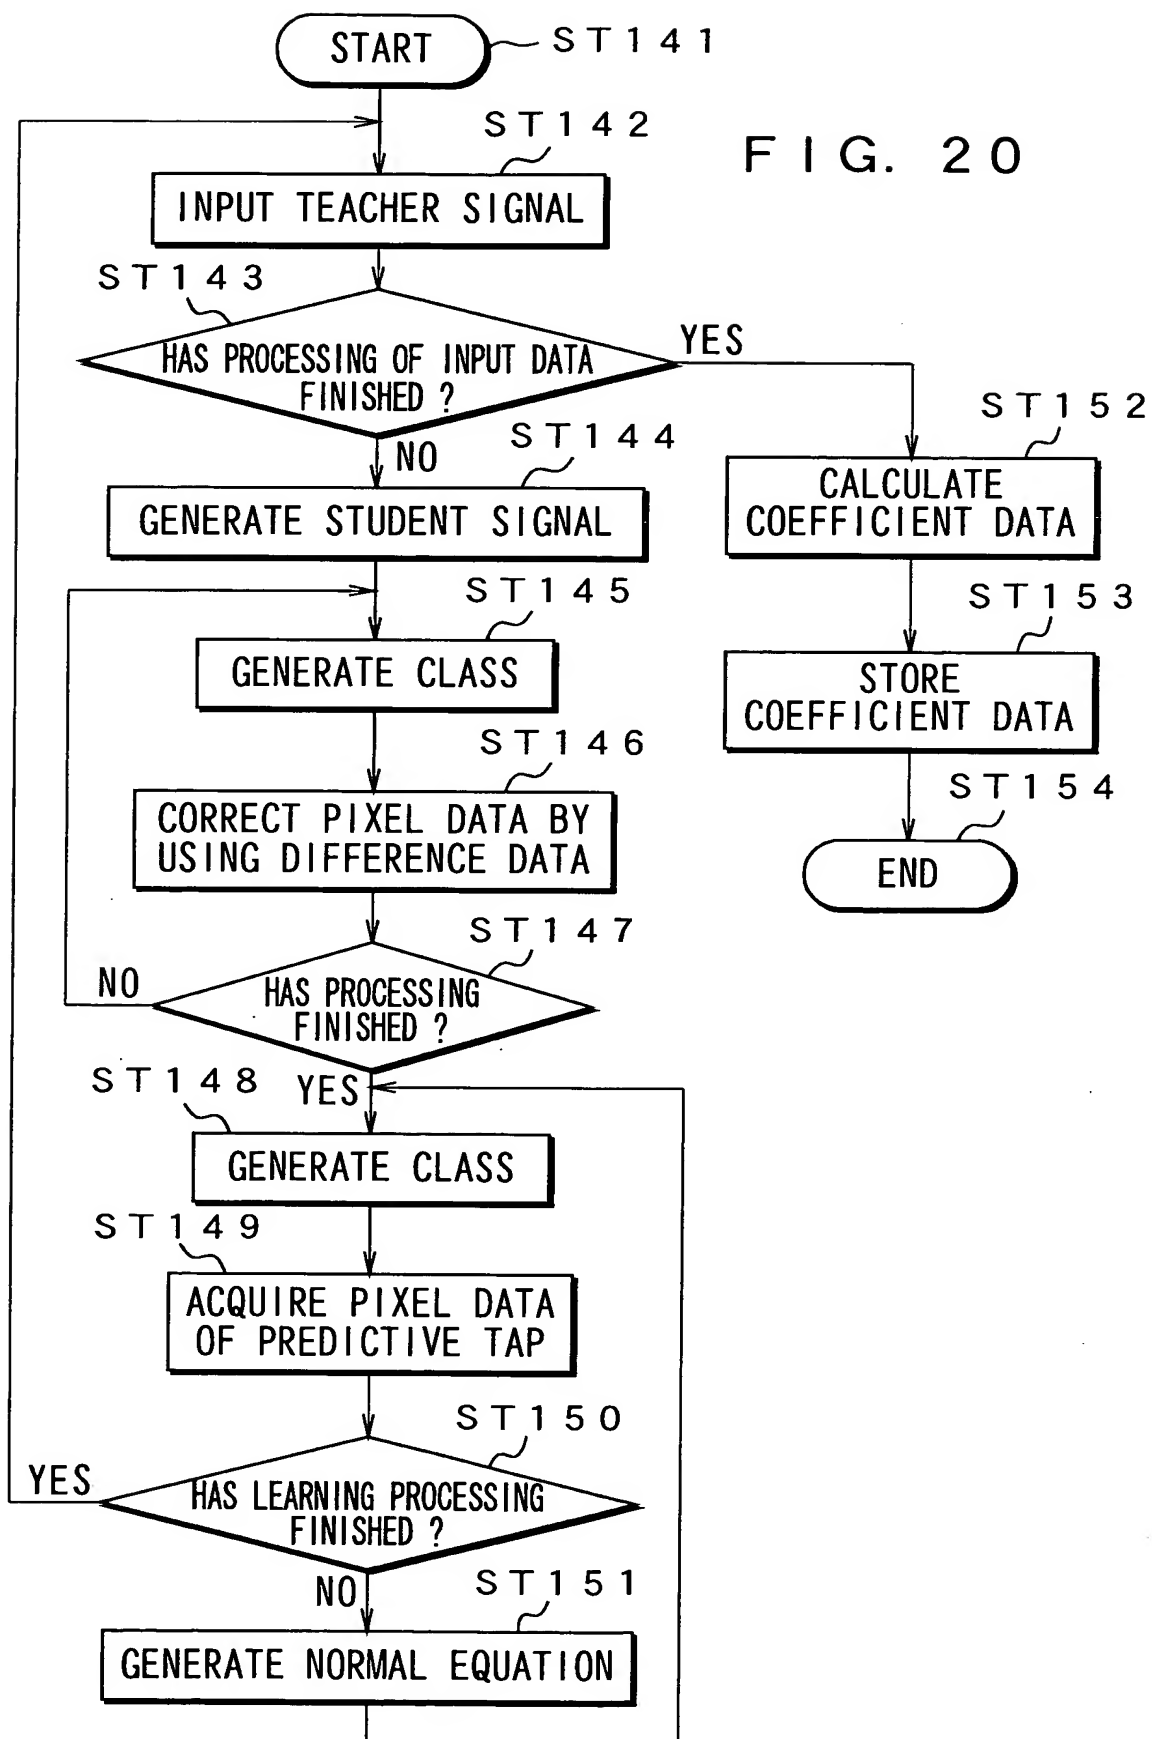 START
ST141
ST142
FIG. 20
INPUT TEACHER SIGNAL
ST143
HAS PROCESSING OF INPUT DATA
FINISHED ?
YES
NO
ST144
ST152
CALCULATE
COEFFICIENT DATA
GENERATE STUDENT SIGNAL
ST145
ST153
GENERATE CLASS
STORE
COEFFICIENT DATA
ST146
ST154
CORRECT PIXEL DATA BY
USING DIFFERENCE DATA
END
ST147
NO
HAS PROCESSING
FINISHED ?
ST148
YES
GENERATE CLASS
ST149
ACQUIRE PIXEL DATA
OF PREDICTIVE TAP
ST150
YES
HAS LEARNING PROCESSING
FINISHED ?
NO
ST151
GENERATE NORMAL EQUATION